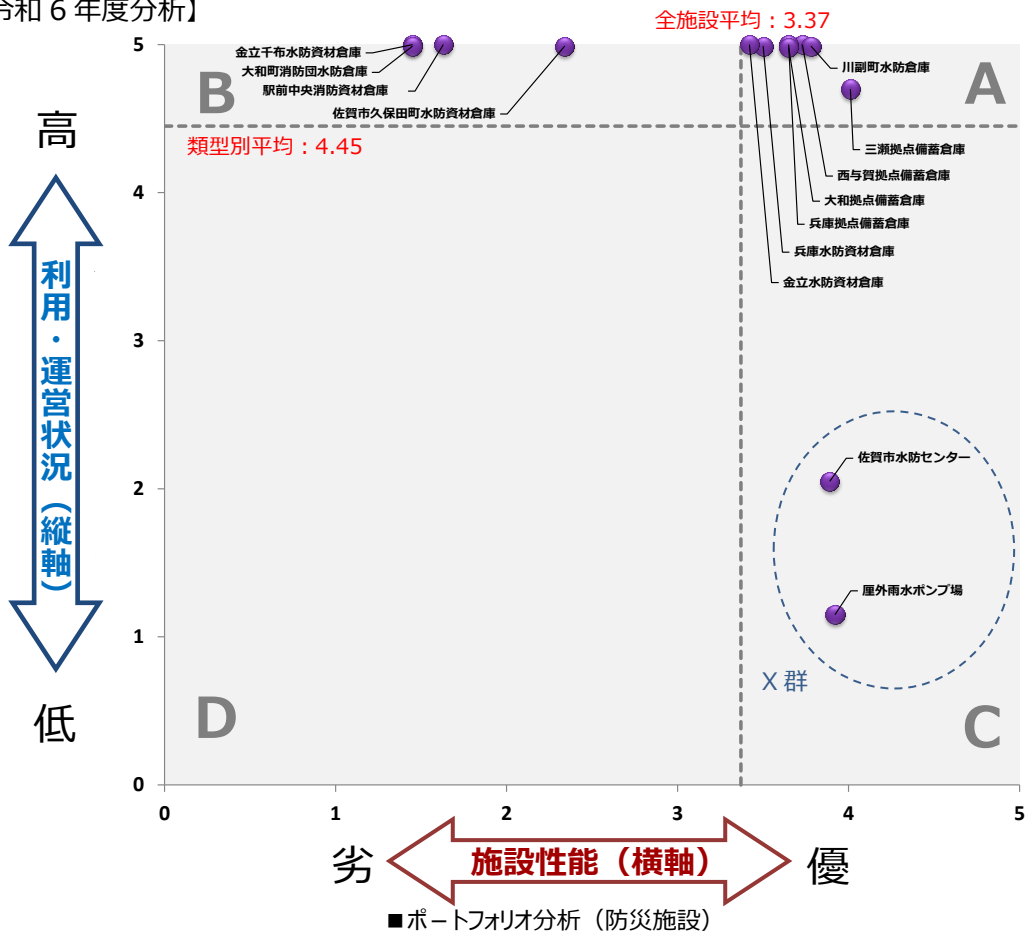 令和６年度分析】
全施設平均：3.37
5
金立千布水防資材倉庫
大和町消防団水防倉庫
駅前中央消防資材倉庫
佐賀市久保田町水防資材倉庫
B
A
川副町水防倉庫
三瀬拠点備蓄倉庫
西与賀拠点備蓄倉庫
大和拠点備蓄倉庫
兵庫拠点備蓄倉庫
兵庫水防資材倉庫
金立水防資材倉庫
類型別平均：4.45
高
利用・運営状況（縦軸）
低
4
3
2
1
0
佐賀市水防センター
厘外雨水ポンプ場
X 群
D
C
0
1
2
3
4
5
劣
施設性能（横軸）
優
■ポートフォリオ分析（防災施設）